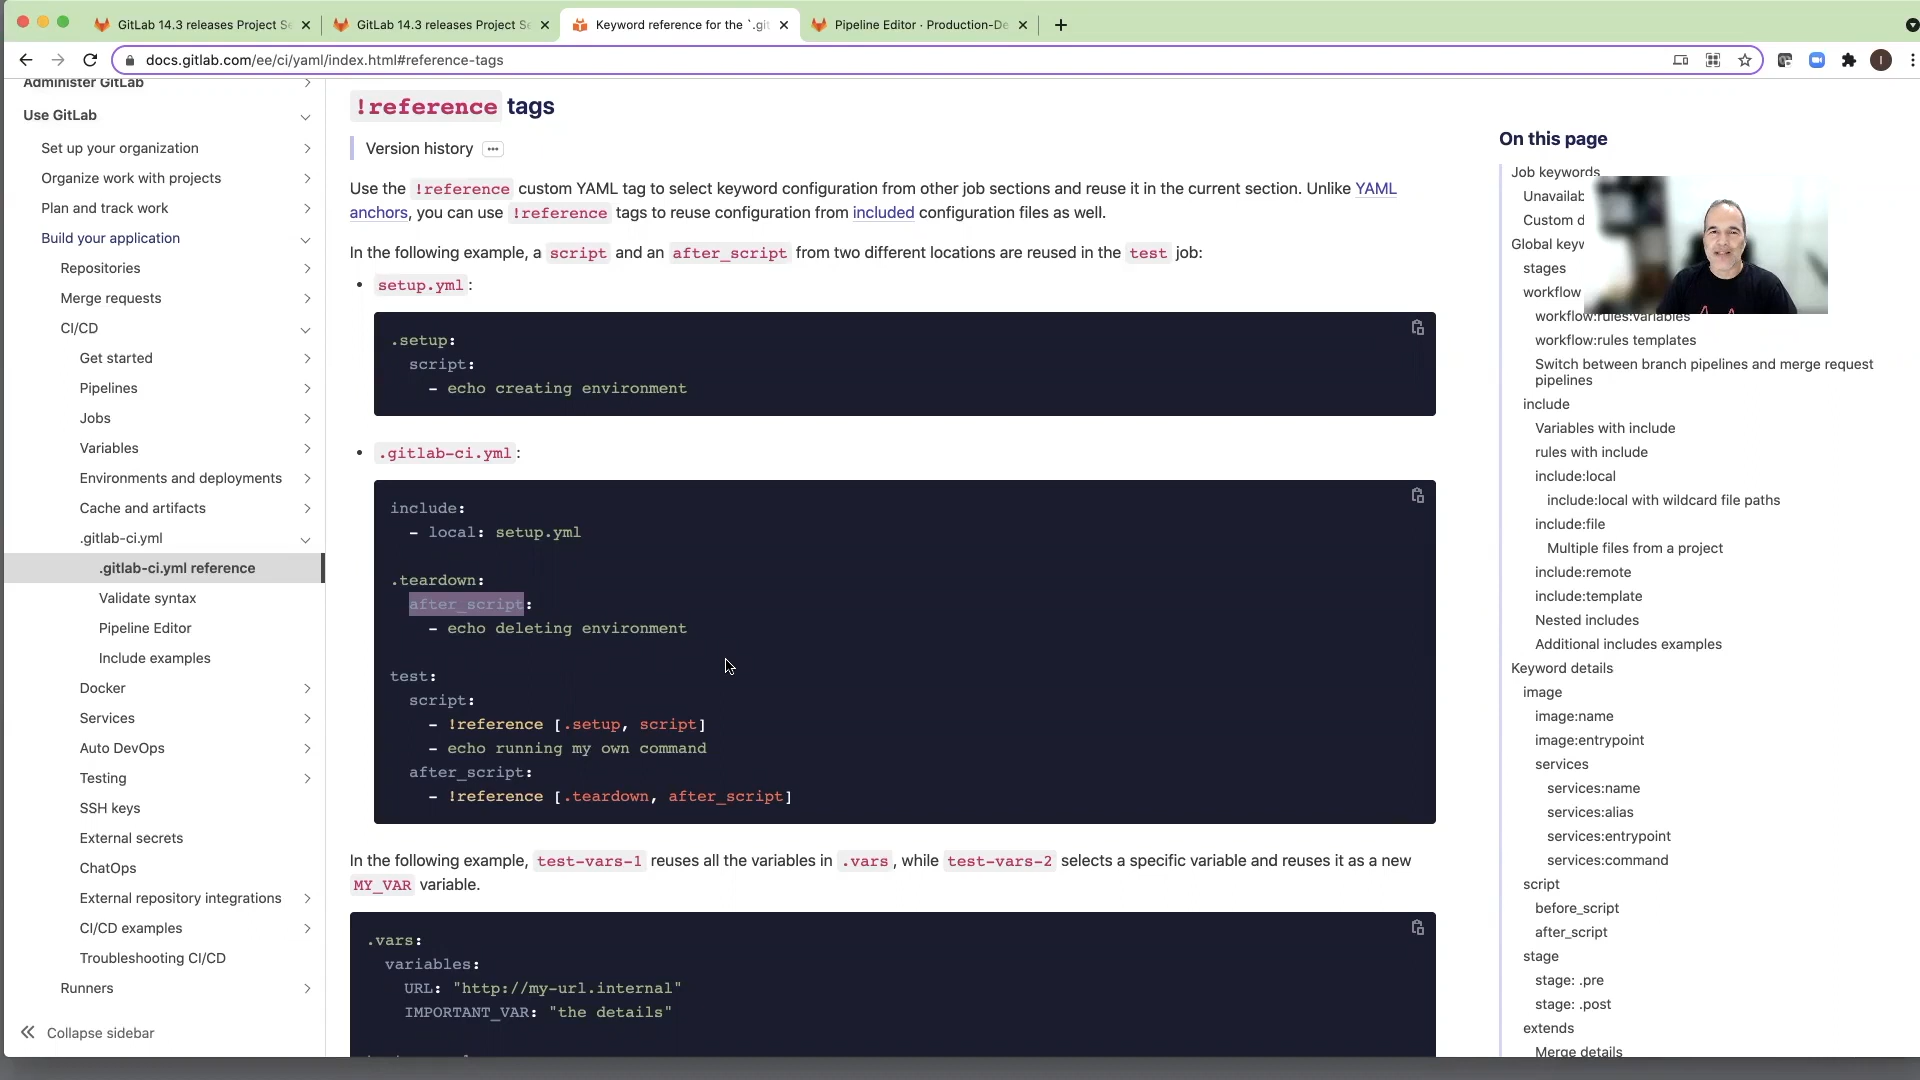 GitLab 14.3 releases Project Se
GitLab 14.3 releases Project Se
Keyword reference for the `.git
Pipeline Editor · Production-De
docs.gitlab.com/ee/ci/yaml/index.html#reference-tags
I
Administer GitLab
Use GitLab
Set up your organization
Organize work with projects
Plan and track work
Build your application
Repositories
Merge requests
CI/CD
Get started
Pipelines
Jobs
Variables
Environments and deployments
Cache and artifacts
.gitlab-ci.yml
.gitlab-ci.yml reference
Validate syntax
Pipeline Editor
Include examples
Docker
Services
Auto DevOps
Testing
SSH keys
External secrets
ChatOps
External repository integrations
CI/CD examples
Troubleshooting CI/CD
Runners
Collapse sidebar
!reference tags
Version history ...
Use the !reference custom YAML tag to select keyword configuration from other job sections and reuse it in the current section. Unlike YAML
anchors, you can use !reference tags to reuse configuration from included configuration files as well.
In the following example, a script and an after_script from two different locations are reused in the test job:
• setup.yml:
.setup:
script:
- echo creating environment
• .gitlab-ci.yml:
include:
- local: setup.yml
.teardown:
after_script:
- echo deleting environment
test:
script:
- !reference [.setup, script]
- echo running my own command
after_script:
- !reference [.teardown, after_script]
In the following example, test-vars-1 reuses all the variables in .vars, while test-vars-2 selects a specific variable and reuses it as a new
MY_VAR variable.
.vars:
variables:
URL: "http://my-url.internal"
IMPORTANT_VAR: "the details"
On this page
Job keywords
Unavailab
Custom d
Global keyw
stages
workflow
workflow:rules:variables
workflow:rules templates
Switch between branch pipelines and merge request
pipelines
include
Variables with include
rules with include
include:local
include:local with wildcard file paths
include:file
Multiple files from a project
include:remote
include:template
Nested includes
Additional includes examples
Keyword details
image
image:name
image:entrypoint
services
services:name
services:alias
services:entrypoint
services:command
script
before_script
after_script
stage
stage: .pre
stage: .post
extends
Merge details